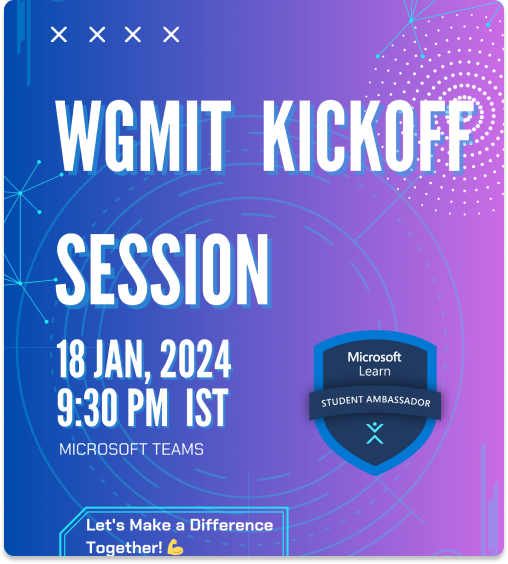 WGMIT KICKOFF
SESSION
18 JAN, 2024
9:30 PM IST
MICROSOFT TEAMS
Microsoft
Learn
STUDENT AMBASSADOR
Let's Make a Difference
Together! 💪